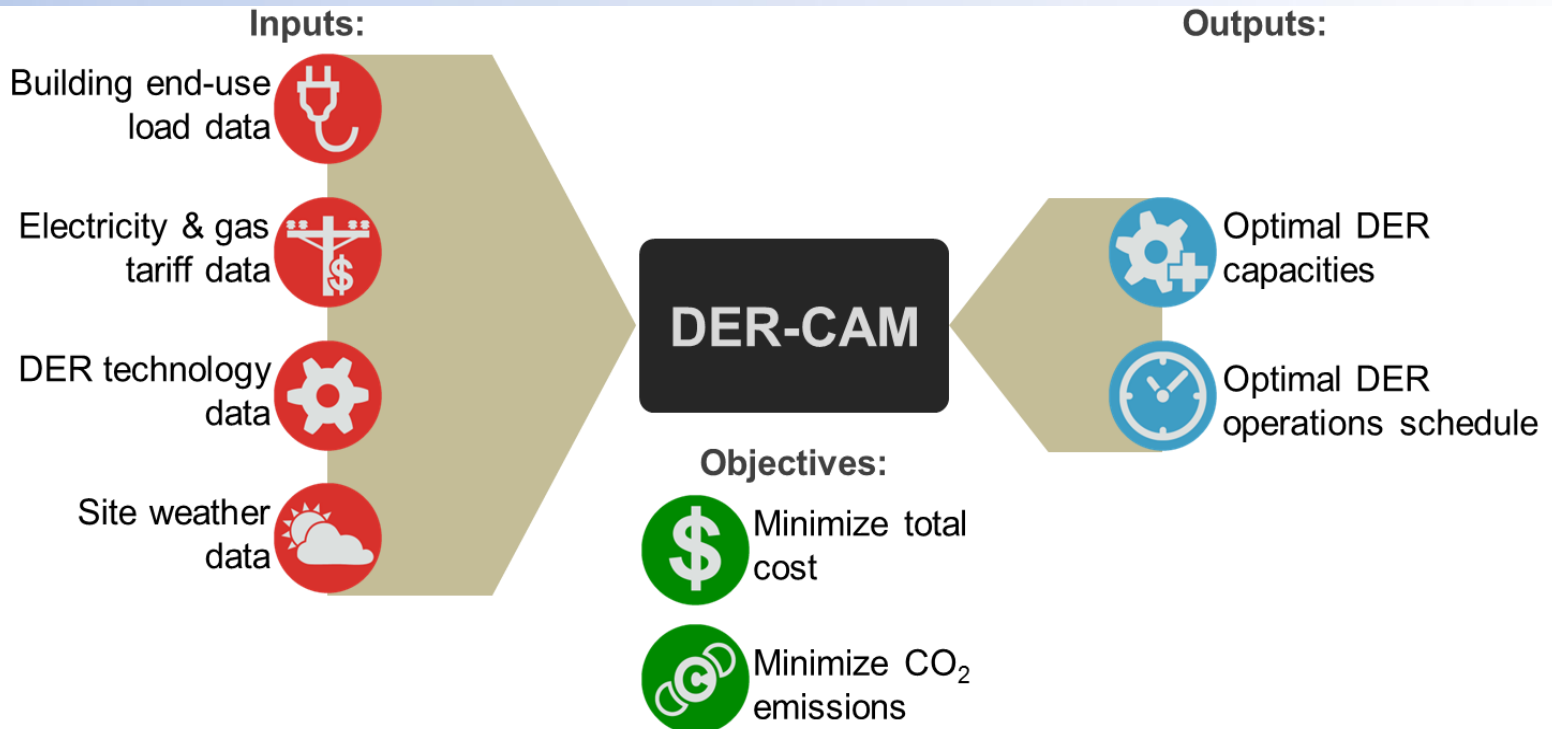 Inputs:
Building end-use
load data
Electricity & gas
tariff data
$
DER technology
data
Site weather
data
DER-CAM
Objectives:
$
Minimize total
cost
C
Minimize CO₂
emissions
Outputs:
Optimal DER
capacities
Optimal DER
operations schedule